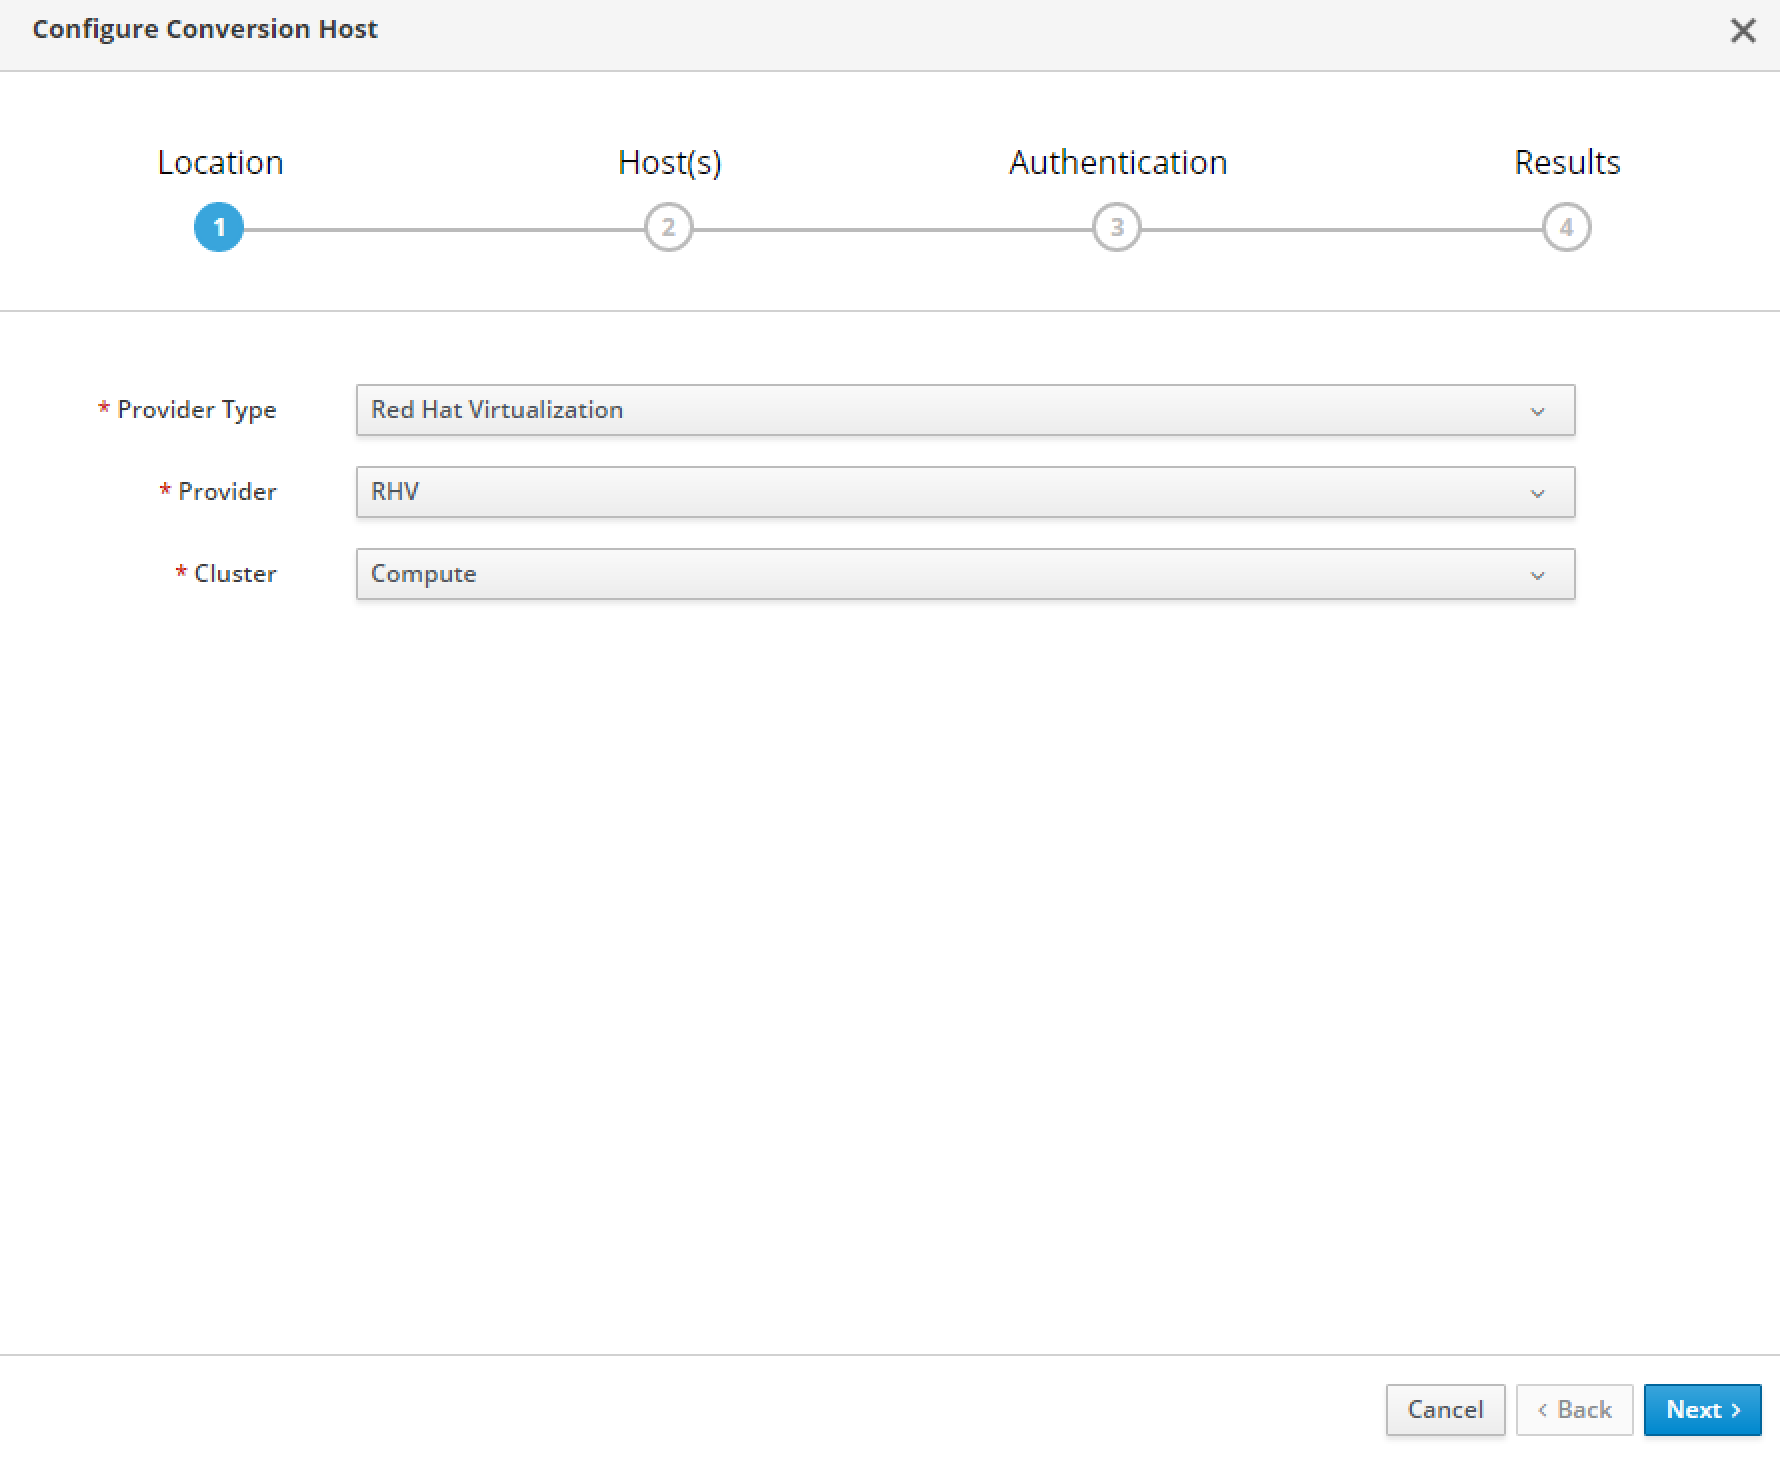 Configure Conversion Host
Location Host(s) Authentication Results
1 2 3 4
* Provider Type Red Hat Virtualization
* Provider RHV
* Cluster Compute
Cancel < Back Next >